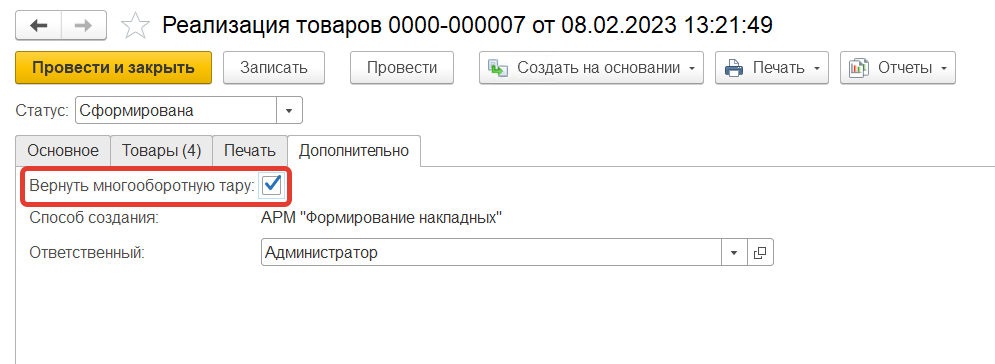 Реализация товаров 0000-000007 от 08.02.2023 13:21:49
Провести и закрыть Записать Провести Создать на основании Печать Отчеты
Статус: Сформирована
Основное Товары (4) Печать Дополнительно
Вернуть многооборотную тару:
Способ создания: АРМ "Формирование накладных"
Ответственный: Администратор